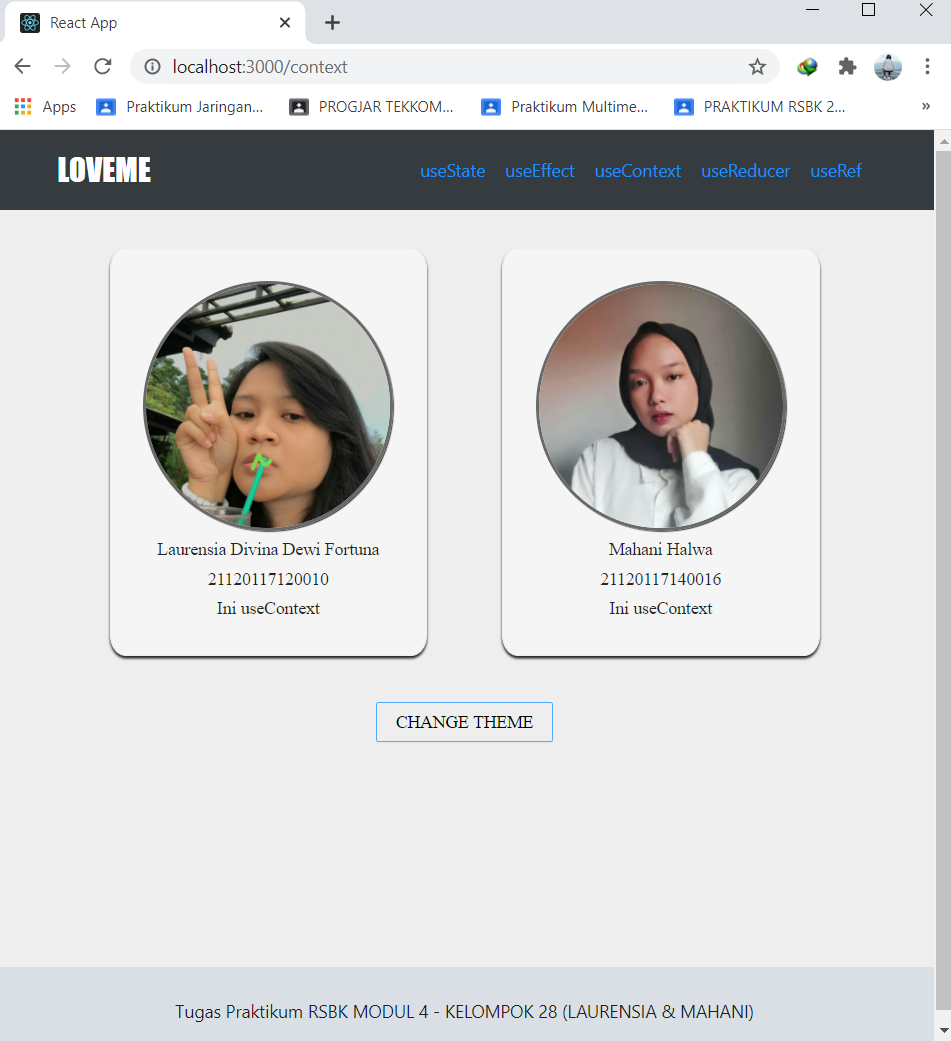 React App
localhost:3000/context
Apps
Praktikum Jaringan...
PROGJAR TEKKOM...
Praktikum Multime...
PRAKTIKUM RSBK 2...
»
LOVEME
useState
useEffect
useContext
useReducer
useRef
Laurensia Divina Dewi Fortuna
21120117120010
Ini useContext
Mahani Halwa
21120117140016
Ini useContext
CHANGE THEME
Tugas Praktikum RSBK MODUL 4 - KELOMPOK 28 (LAURENSIA & MAHANI)